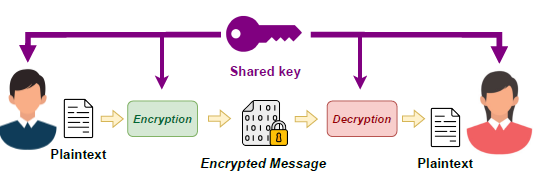 Shared key
Encryption
Decryption
Plaintext
Encrypted Message
Plaintext